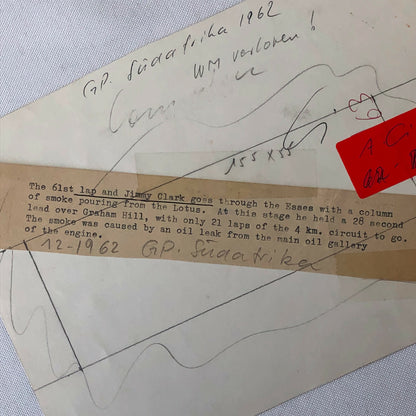 GP. Südafrika 1962
WM verloren!
155 x 55
63
1
The 61st lap and Jimmy Clark goes through the Esses with a column
of smoke pouring from the Lotus. At this stage he held a 28 second
lead over Graham Hill, with only 21 laps of the 4 km. circuit to go.
The smoke was caused by an oil leak from the main oil gallery
of the engine.
12-1962 GP. Südafrika